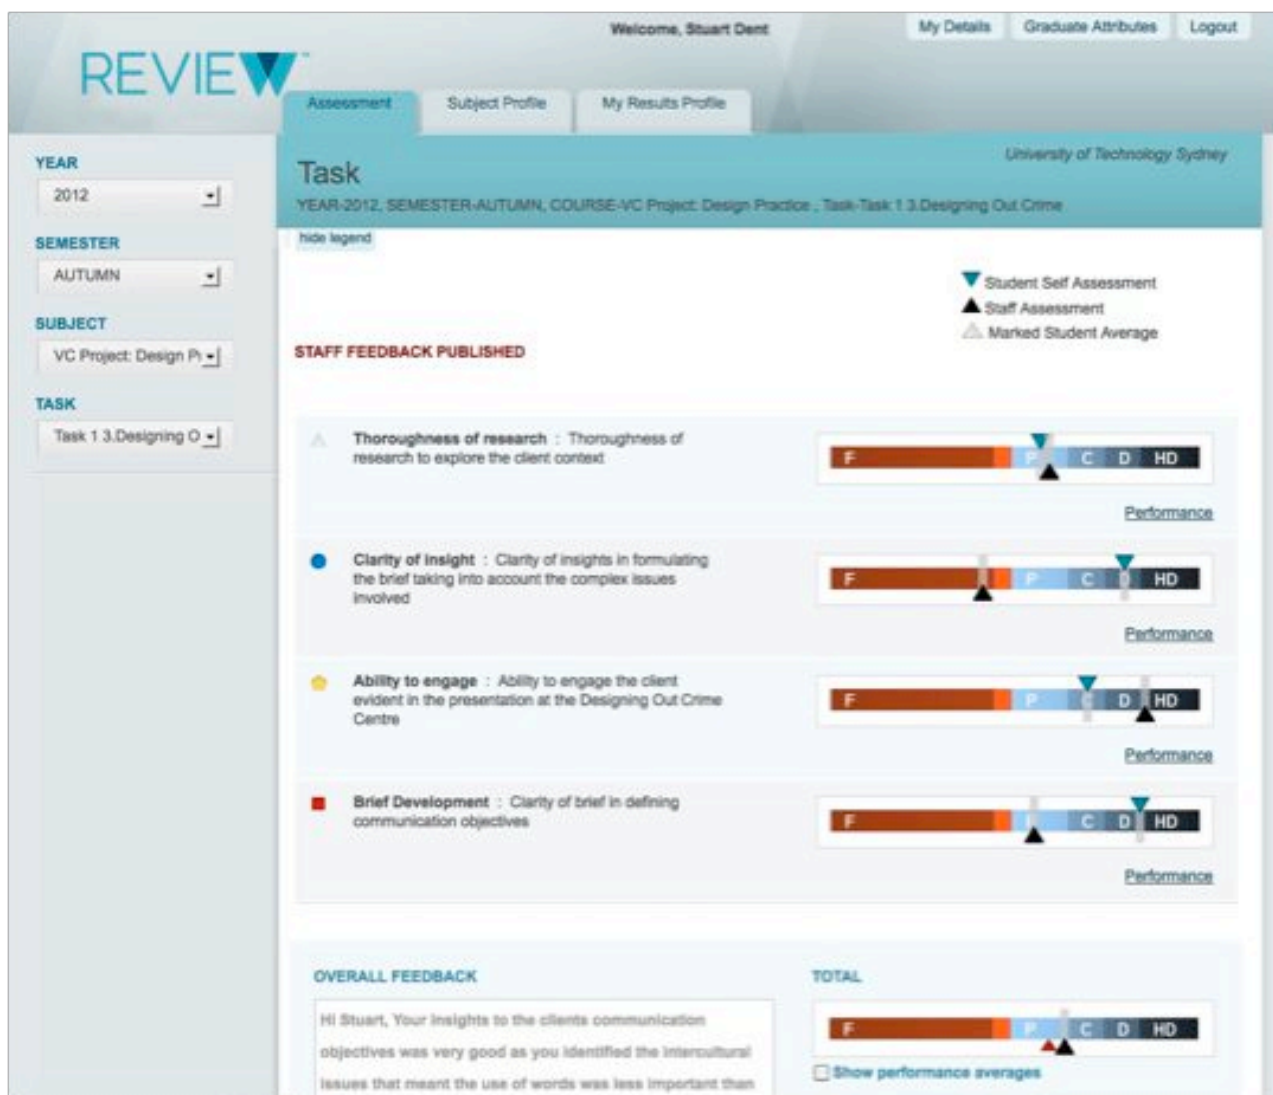 Welcome, Stuart Dent
My Details Graduate Attributes Logout
REVIEW™
Assessment Subject Profile My Results Profile
YEAR
2012
SEMESTER
AUTUMN
SUBJECT
VC Project: Design Pr
TASK
Task 1 3.Designing O
University of Technology Sydney
Task
YEAR-2012, SEMESTER-AUTUMN, COURSE-VC Project: Design Practice , Task-Task 1 3.Designing Out Crime
hide legend
Student Self Assessment
Staff Assessment
Marked Student Average
STAFF FEEDBACK PUBLISHED
Thoroughness of research : Thoroughness of
research to explore the client context
F P C D HD
Performance
Clarity of insight : Clarity of insights in formulating
the brief taking into account the complex issues
involved
F P C D HD
Performance
Ability to engage : Ability to engage the client
evident in the presentation at the Designing Out Crime
Centre
F P C D HD
Performance
Brief Development : Clarity of brief in defining
communication objectives
F C D HD
Performance
OVERALL FEEDBACK
Hi Stuart, Your insights to the clients communication
objectives was very good as you identified the intercultural
issues that meant the use of words was less important than
TOTAL
F P C D HD
Show performance averages